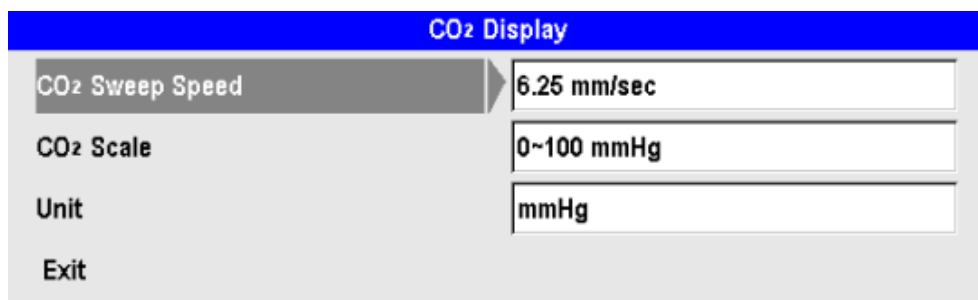 CO2 Display
CO2 Sweep Speed 6.25 mm/sec
CO2 Scale 0~100 mmHg
Unit mmHg
Exit